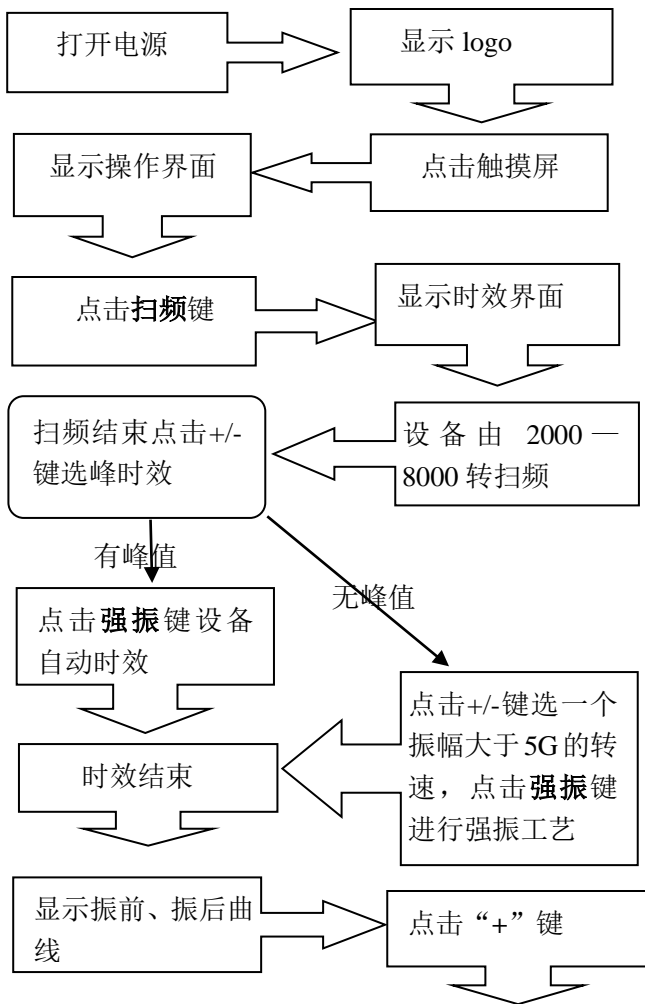 打开电源
显示 logo
点击触摸屏
显示操作界面
点击扫频键
显示时效界面
设备由 2000—
8000 转扫频
扫频结束点击+/-
键选峰时效
有峰值
无峰值
点击强振键设备
自动时效
点击+/-键选一个
振幅大于 5G 的转
速，点击强振键
进行强振工艺
时效结束
显示振前、振后曲
线
点击“+”键